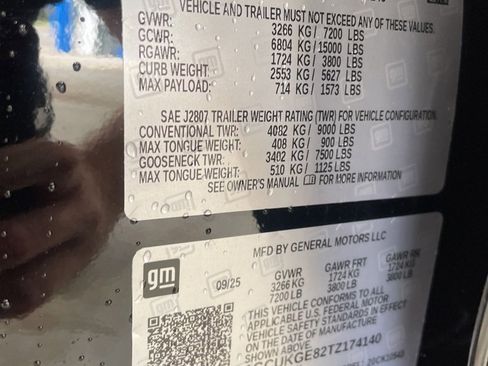 VEHICLE AND TRAILER MUST NOT EXCEED ANY OF THESE VALUES.
GVWR: 3266 KG / 7200 LBS
GCWR: 6804 KG / 15000 LBS
RGAWR: 1724 KG / 3800 LBS
CURB WEIGHT: 2553 KG / 5627 LBS
MAX PAYLOAD: 714 KG / 1573 LBS
SAE J2807 TRAILER WEIGHT RATING (TWR) FOR VEHICLE CONFIGURATION.
CONVENTIONAL TWR: 4082 KG / 9000 LBS
MAX TONGUE WEIGHT: 408 KG / 900 LBS
GOOSENECK TWR: 3402 KG / 7500 LBS
MAX TONGUE WEIGHT: 510 KG / 1125 LBS
SEE OWNER'S MANUAL FOR MORE INFORMATION
MFD BY GENERAL MOTORS LLC
gm
09/25
GVWR GAWR FRT GAWR RR
3266 KG 1724 KG 1724 KG
7200 LB 3800 LB 3800 LB
THIS VEHICLE CONFORMS TO ALL
APPLICABLE U.S. FEDERAL MOTOR
VEHICLE SAFETY STANDARDS IN EFFECT
ON THE DATE OF MANUFACTURE
CUKGE82TZ174140